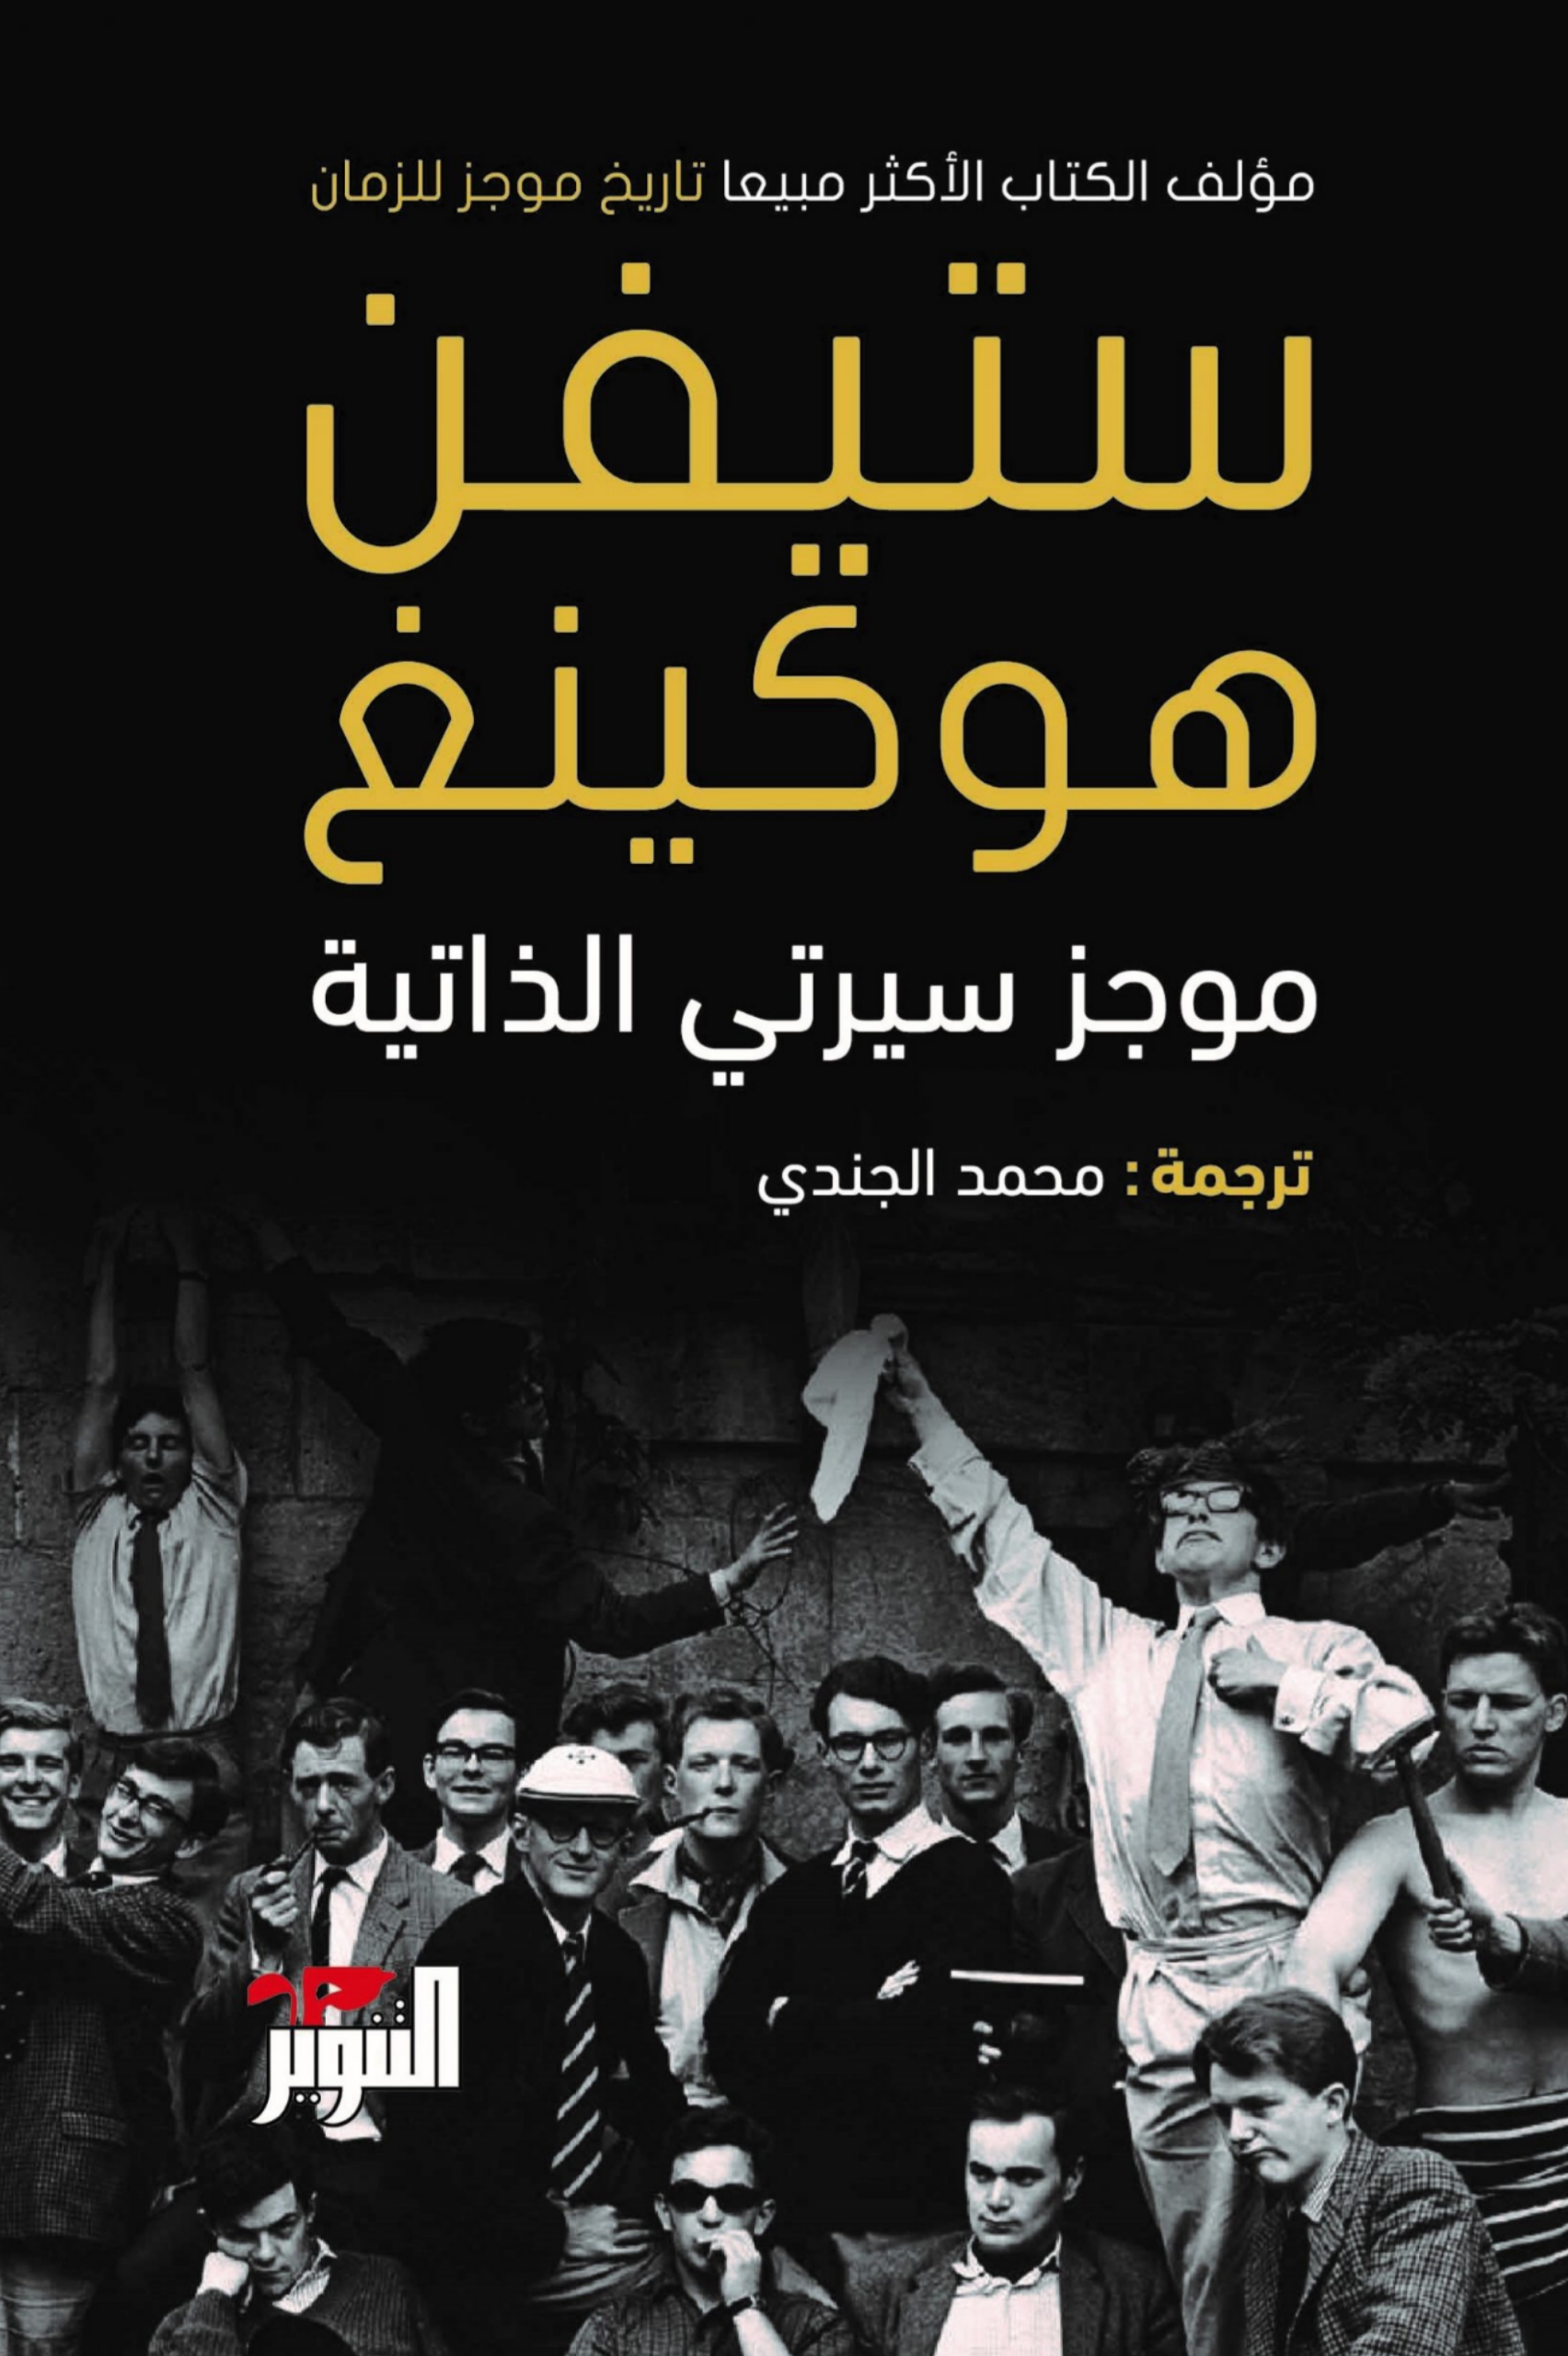 مؤلف الكتاب الأكثر مبيعا تاريخ موجز للزمان
ستيفن
هوكينغ
موجز سيرتي الذاتية
ترجمة: محمد الجندي
التنوير